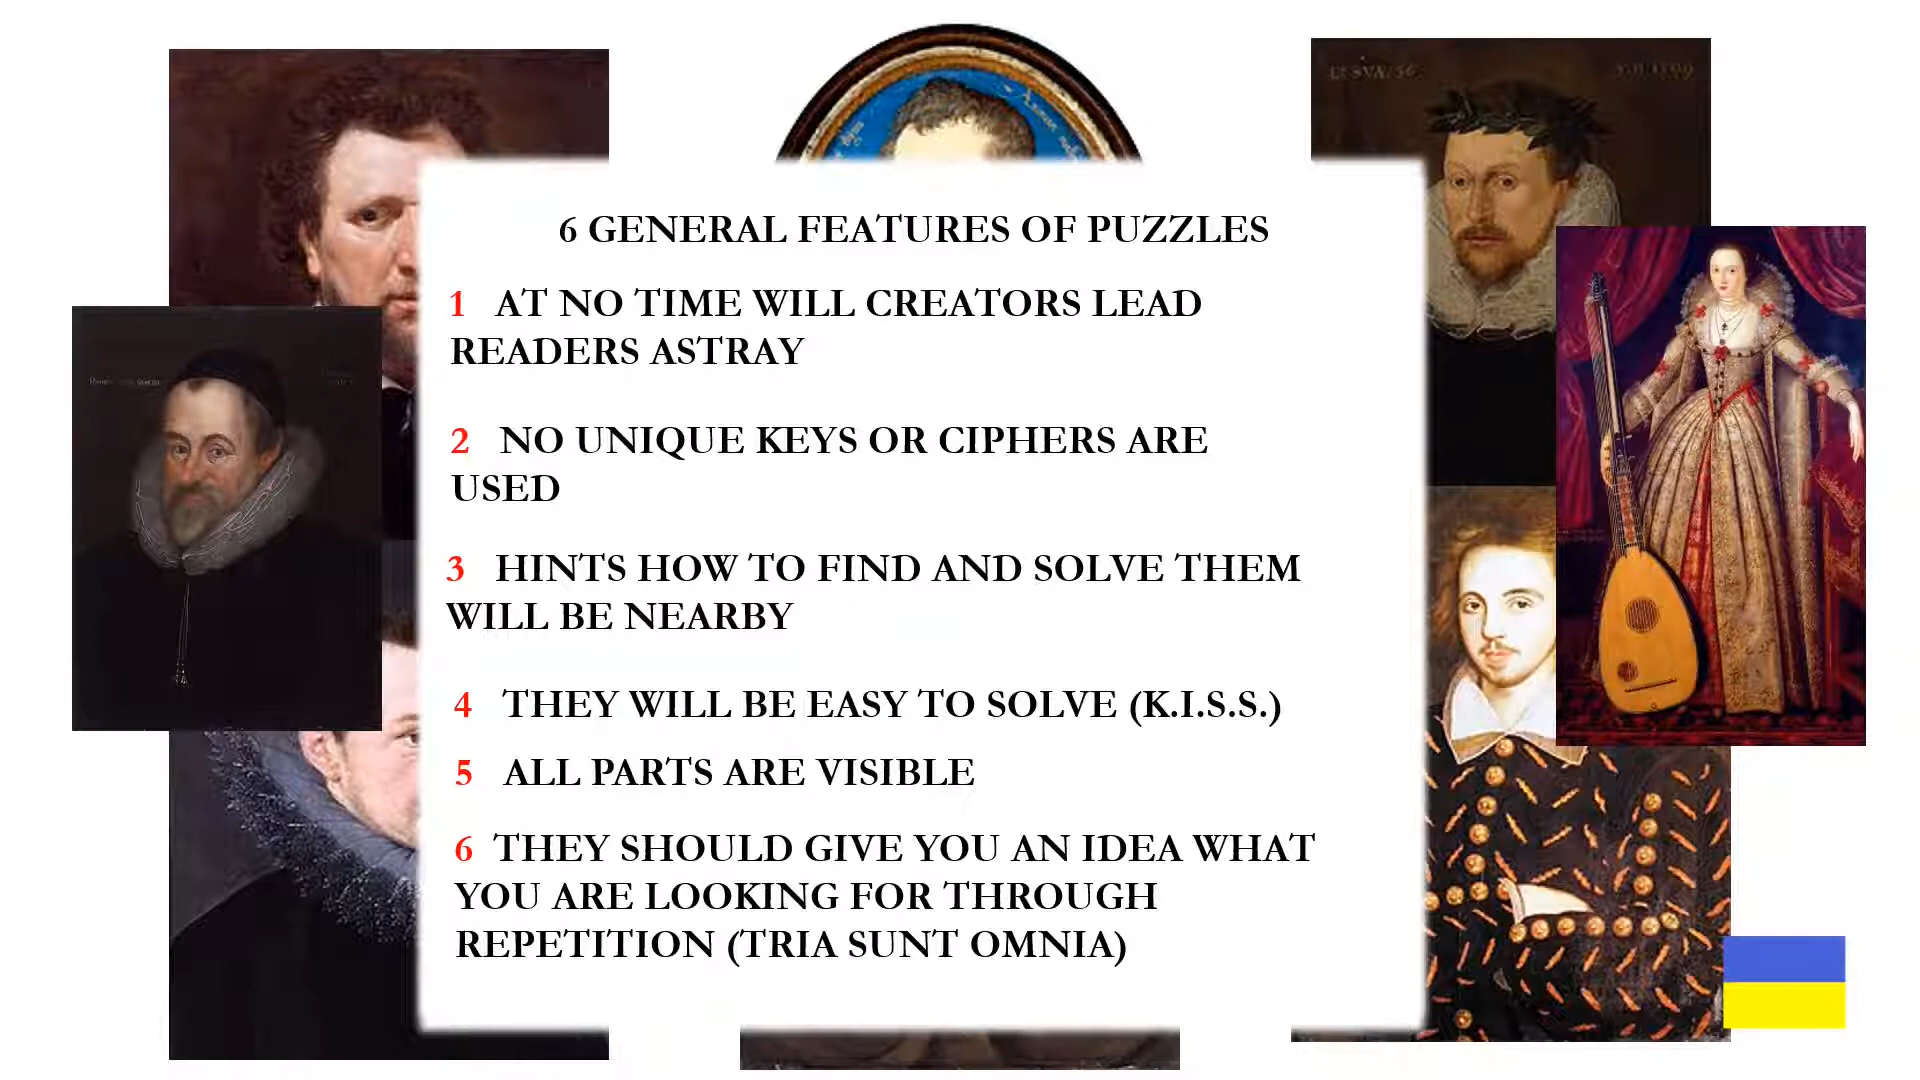 6 GENERAL FEATURES OF PUZZLES
1 AT NO TIME WILL CREATORS LEAD
READERS ASTRAY
2 NO UNIQUE KEYS OR CIPHERS ARE
USED
3 HINTS HOW TO FIND AND SOLVE THEM
WILL BE NEARBY
4 THEY WILL BE EASY TO SOLVE (K.I.S.S.)
5 ALL PARTS ARE VISIBLE
6 THEY SHOULD GIVE YOU AN IDEA WHAT
YOU ARE LOOKING FOR THROUGH
REPETITION (TRIA SUNT OMNIA)